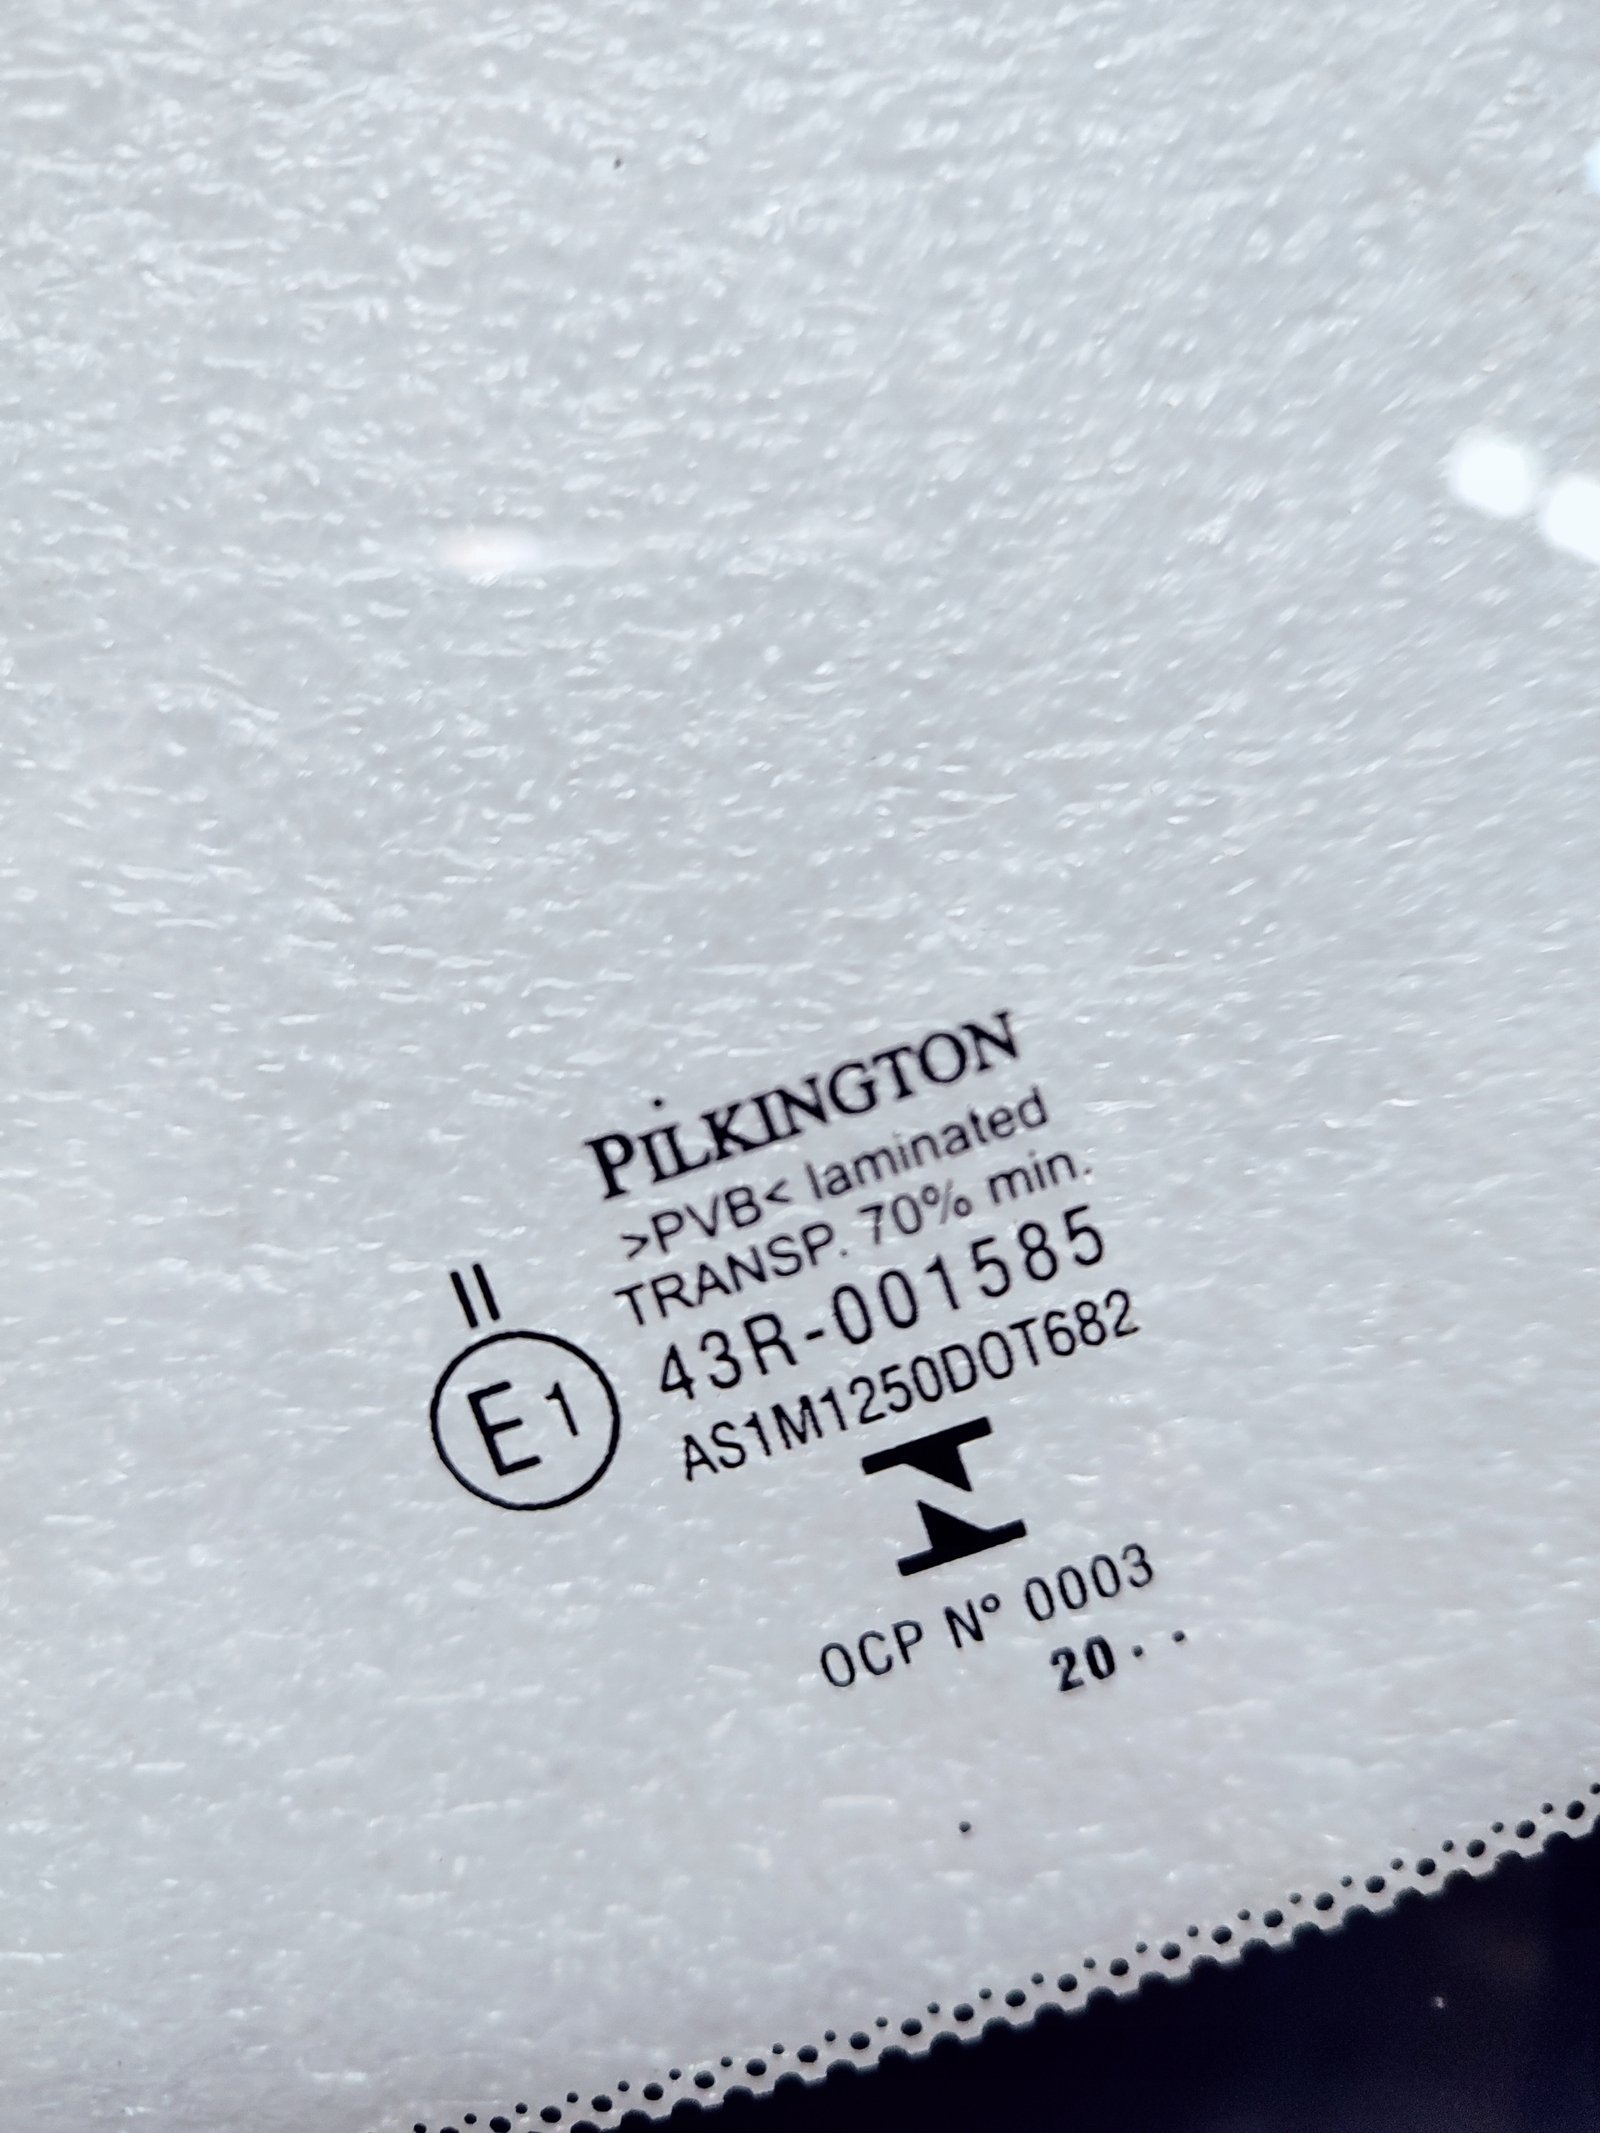 PILKINGTON
>PVB< laminated
TRANSP. 70% min.
II
E1
43R-001585
AS1M1250DOT682
OCP N° 0003
20··